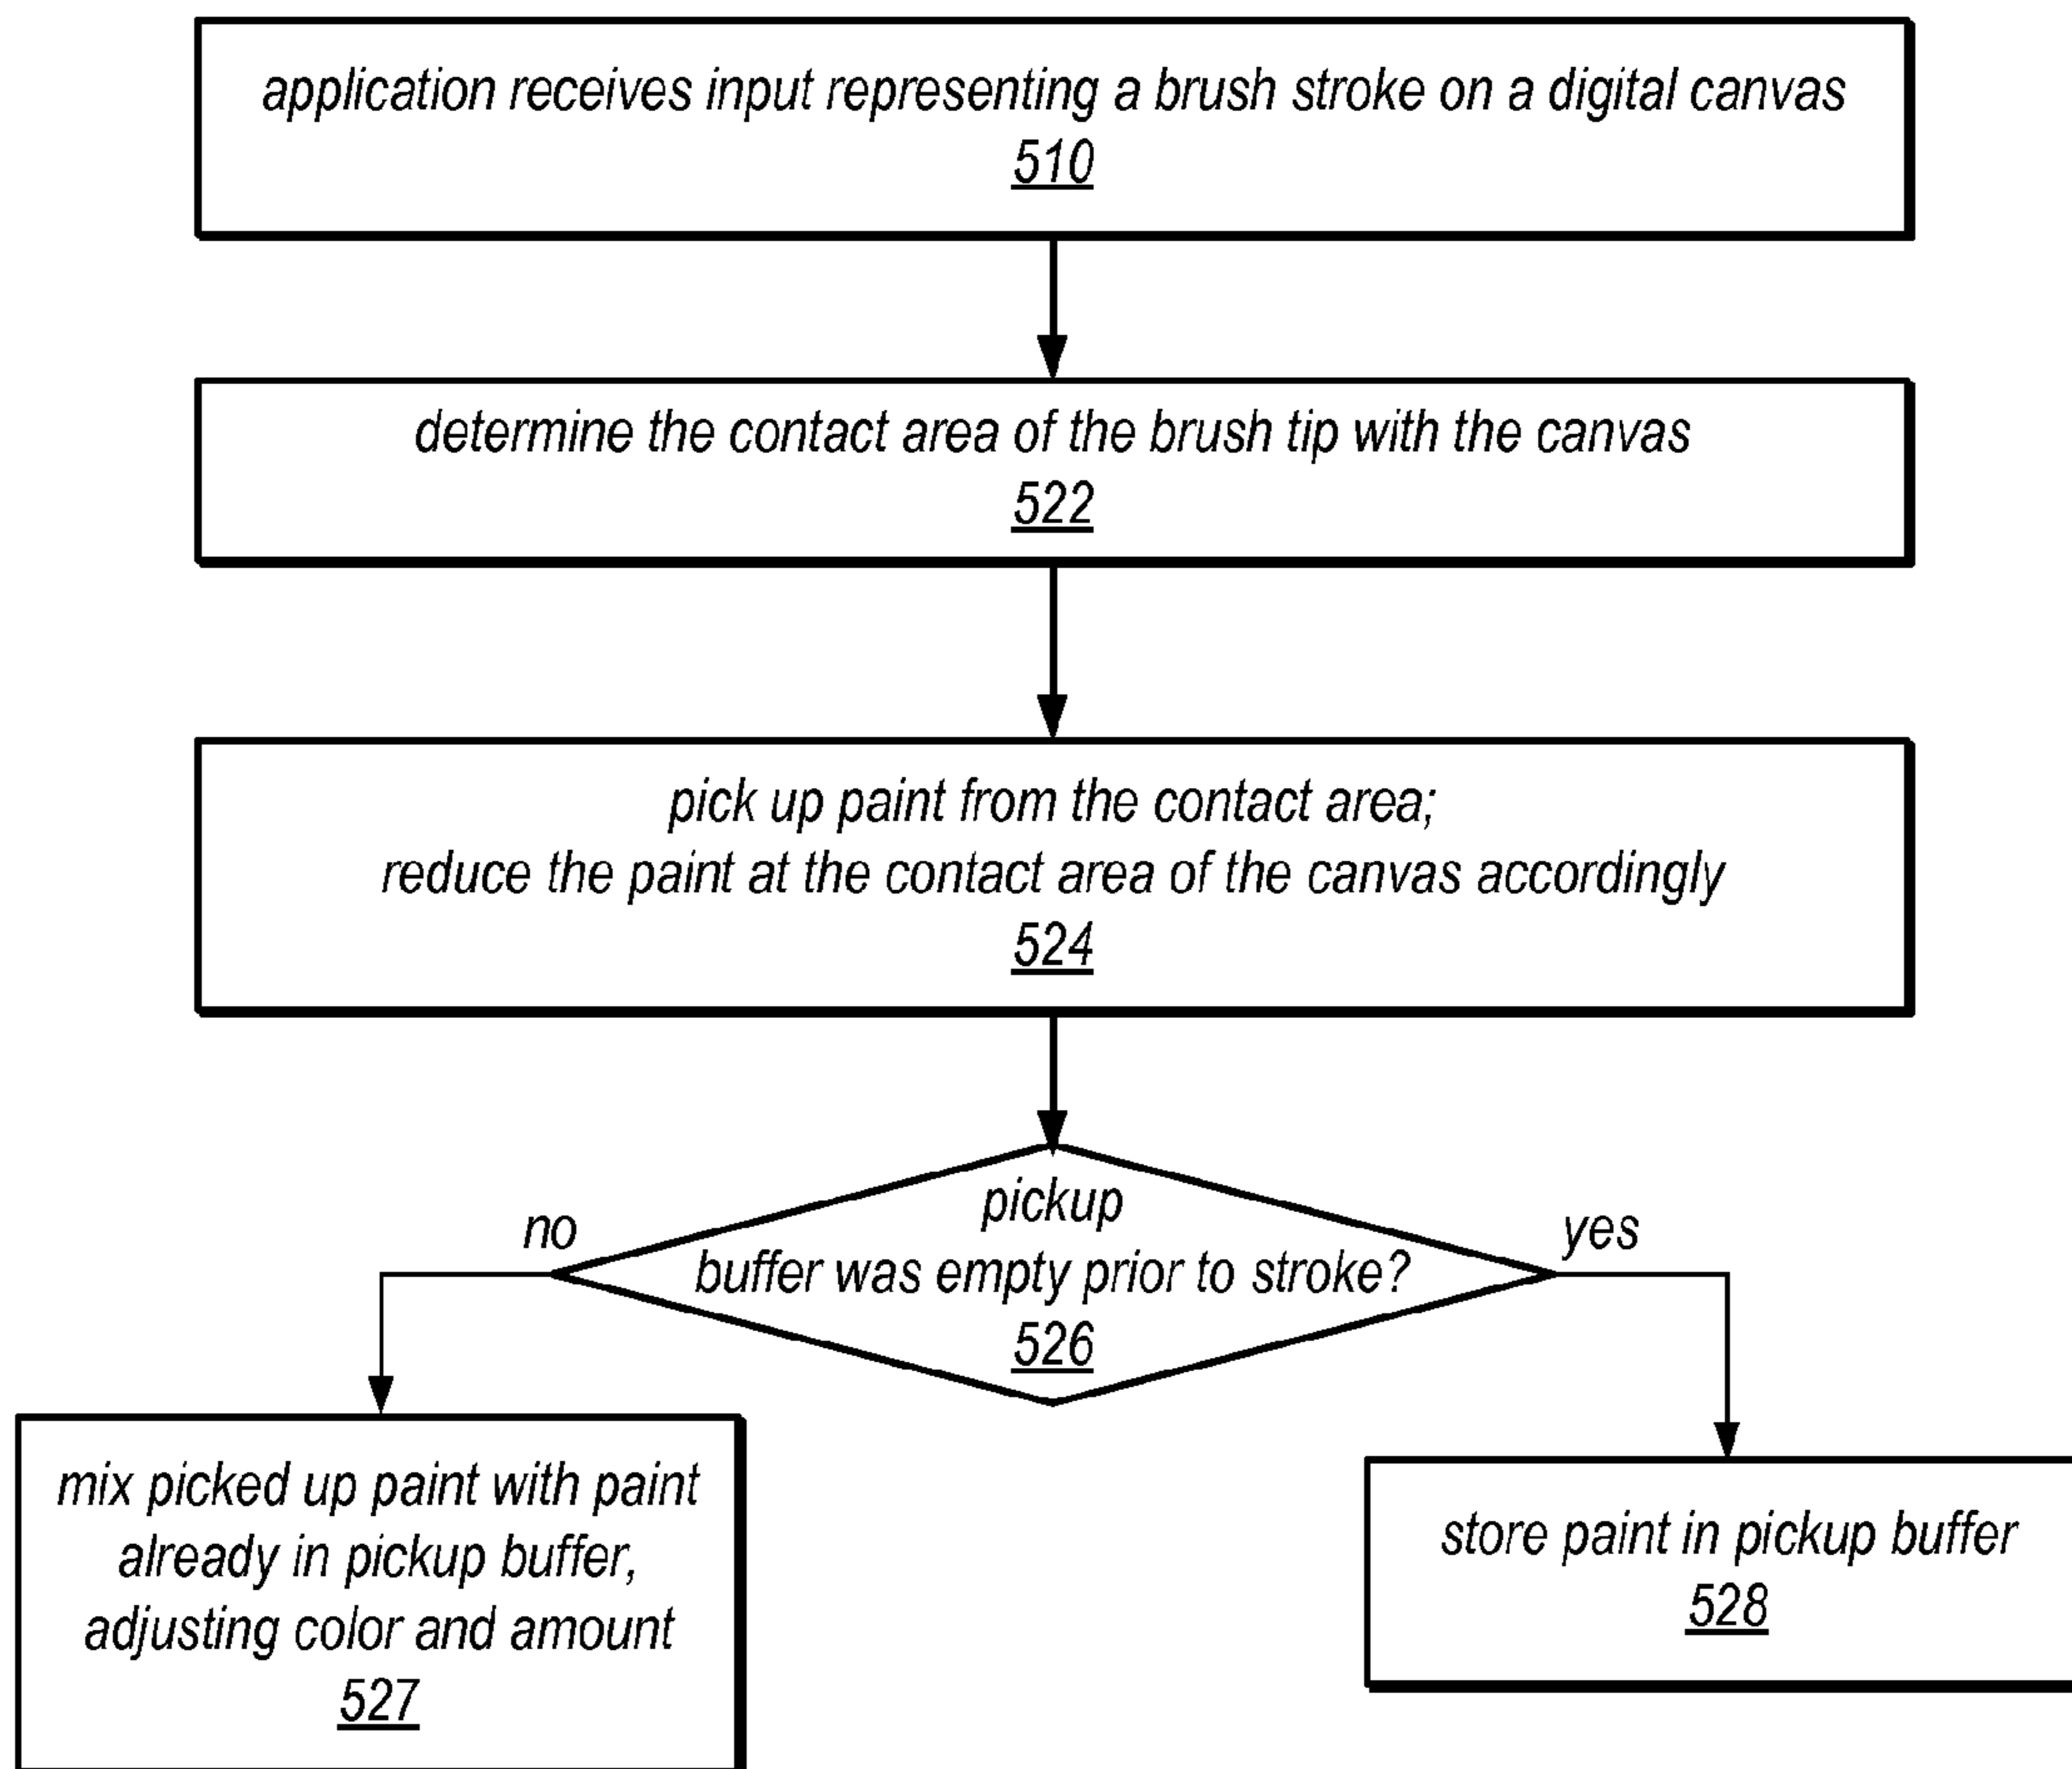 application receives input representing a brush stroke on a digital canvas
510
determine the contact area of the brush tip with the canvas
522
pick up paint from the contact area;
reduce the paint at the contact area of the canvas accordingly
524
pickup
buffer was empty prior to stroke?
526
no
yes
mix picked up paint with paint
already in pickup buffer,
adjusting color and amount
527
store paint in pickup buffer
528